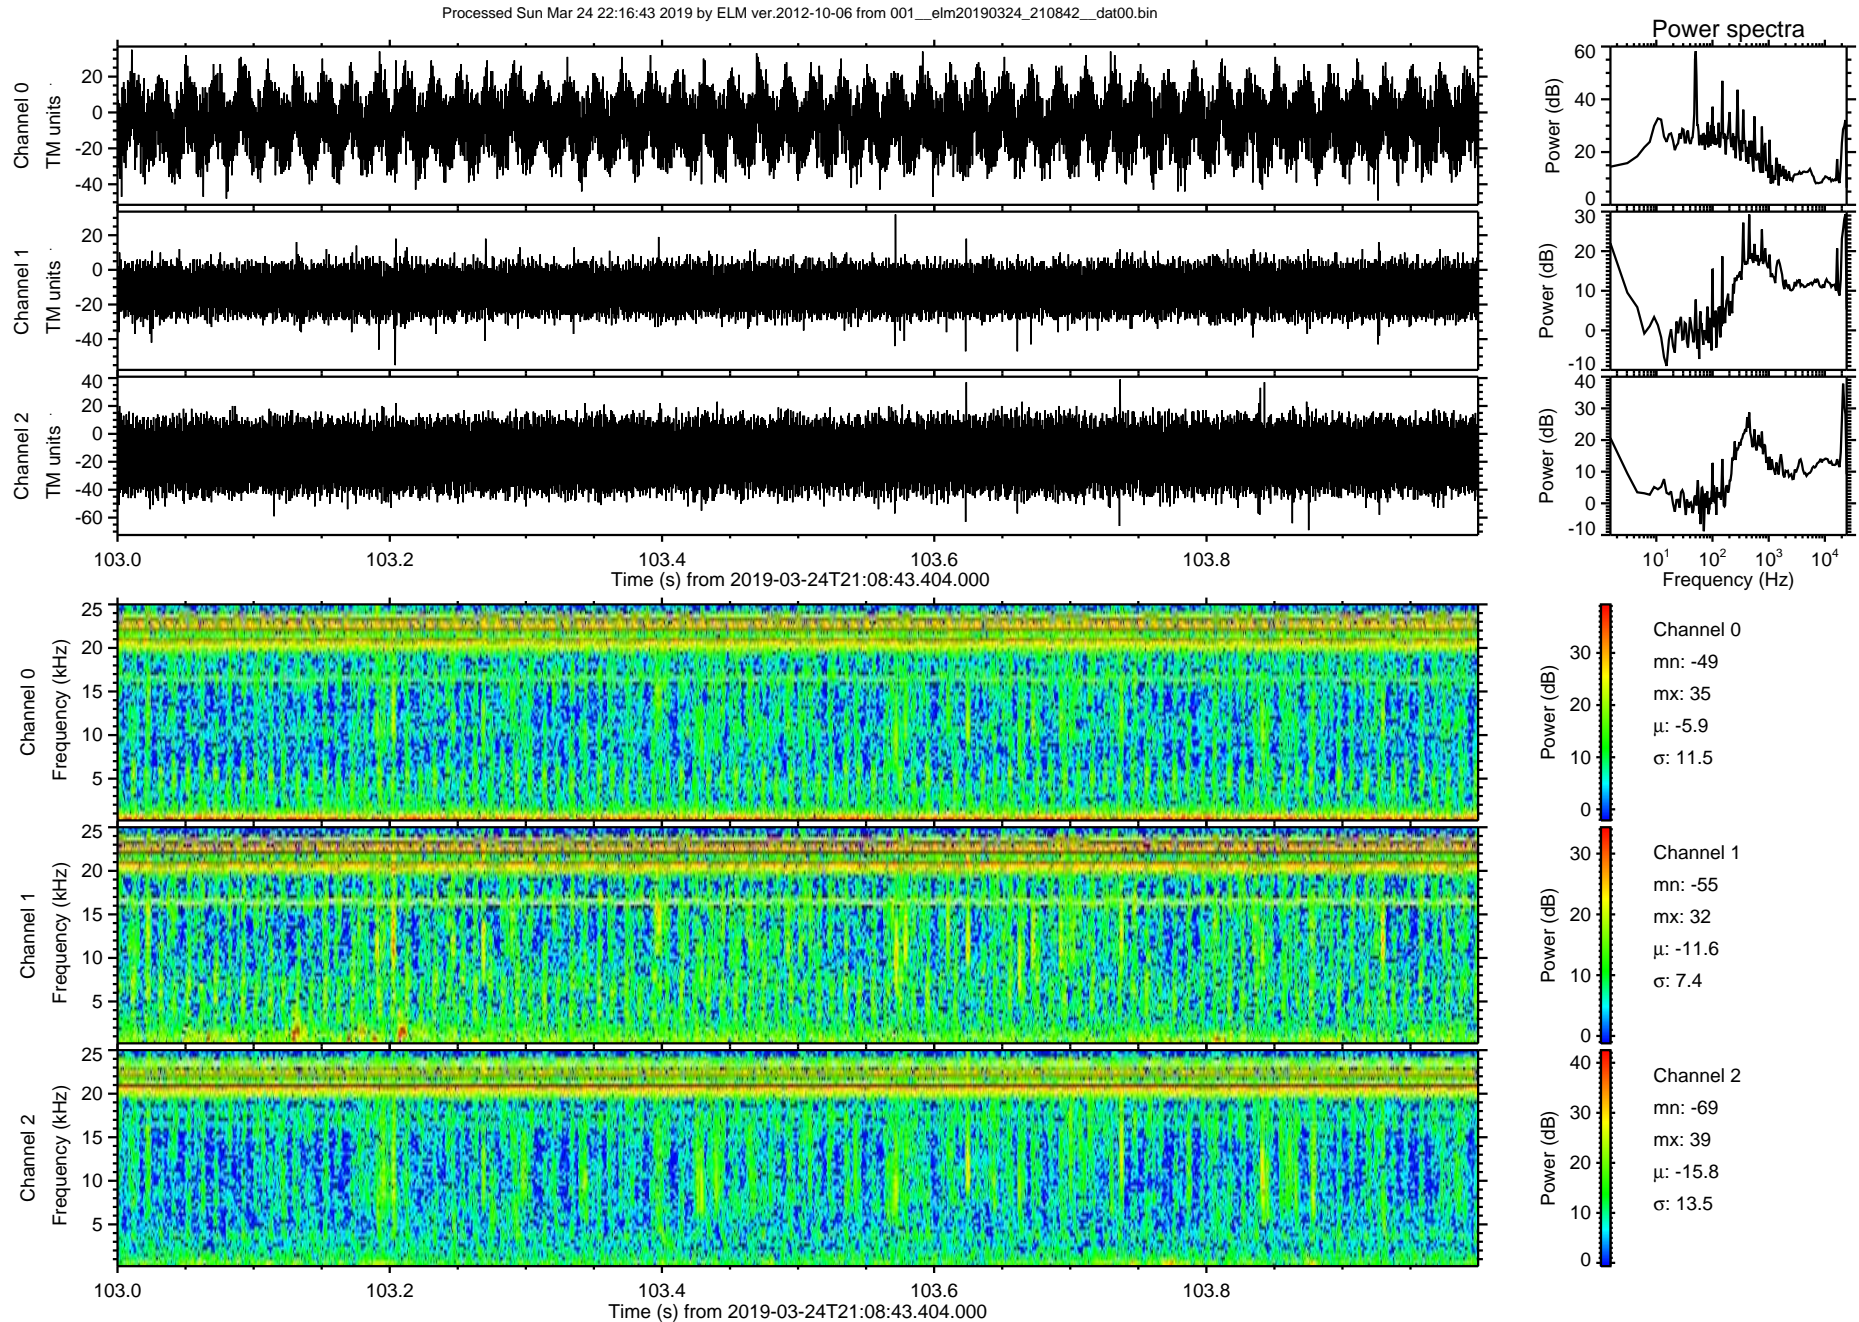 Processed Sun Mar 24 22:16:43 2019 by ELM ver.2012-10-06 from 001__elm20190324_210842__dat00.bin
Power spectra
Channel 0
TM units
20
0
-20
-40
Power (dB)
60
40
20
0
Channel 1
TM units
20
0
-20
-40
Power (dB)
30
20
10
0
-10
Channel 2
TM units
40
20
0
-20
-40
-60
Power (dB)
40
30
20
10
0
-10
103.0 103.2 103.4 103.6 103.8
Time (s) from 2019-03-24T21:08:43.404.000
10^1 10^2 10^3 10^4
Frequency (Hz)
Channel 0
Frequency (kHz)
25
20
15
10
5
Power (dB)
30
20
10
0
Channel 0
mn: -49
mx: 35
μ: -5.9
σ: 11.5
Channel 1
Frequency (kHz)
25
20
15
10
5
Power (dB)
30
20
10
0
Channel 1
mn: -55
mx: 32
μ: -11.6
σ: 7.4
Channel 2
Frequency (kHz)
25
20
15
10
5
Power (dB)
40
30
20
10
0
Channel 2
mn: -69
mx: 39
μ: -15.8
σ: 13.5
103.0 103.2 103.4 103.6 103.8
Time (s) from 2019-03-24T21:08:43.404.000